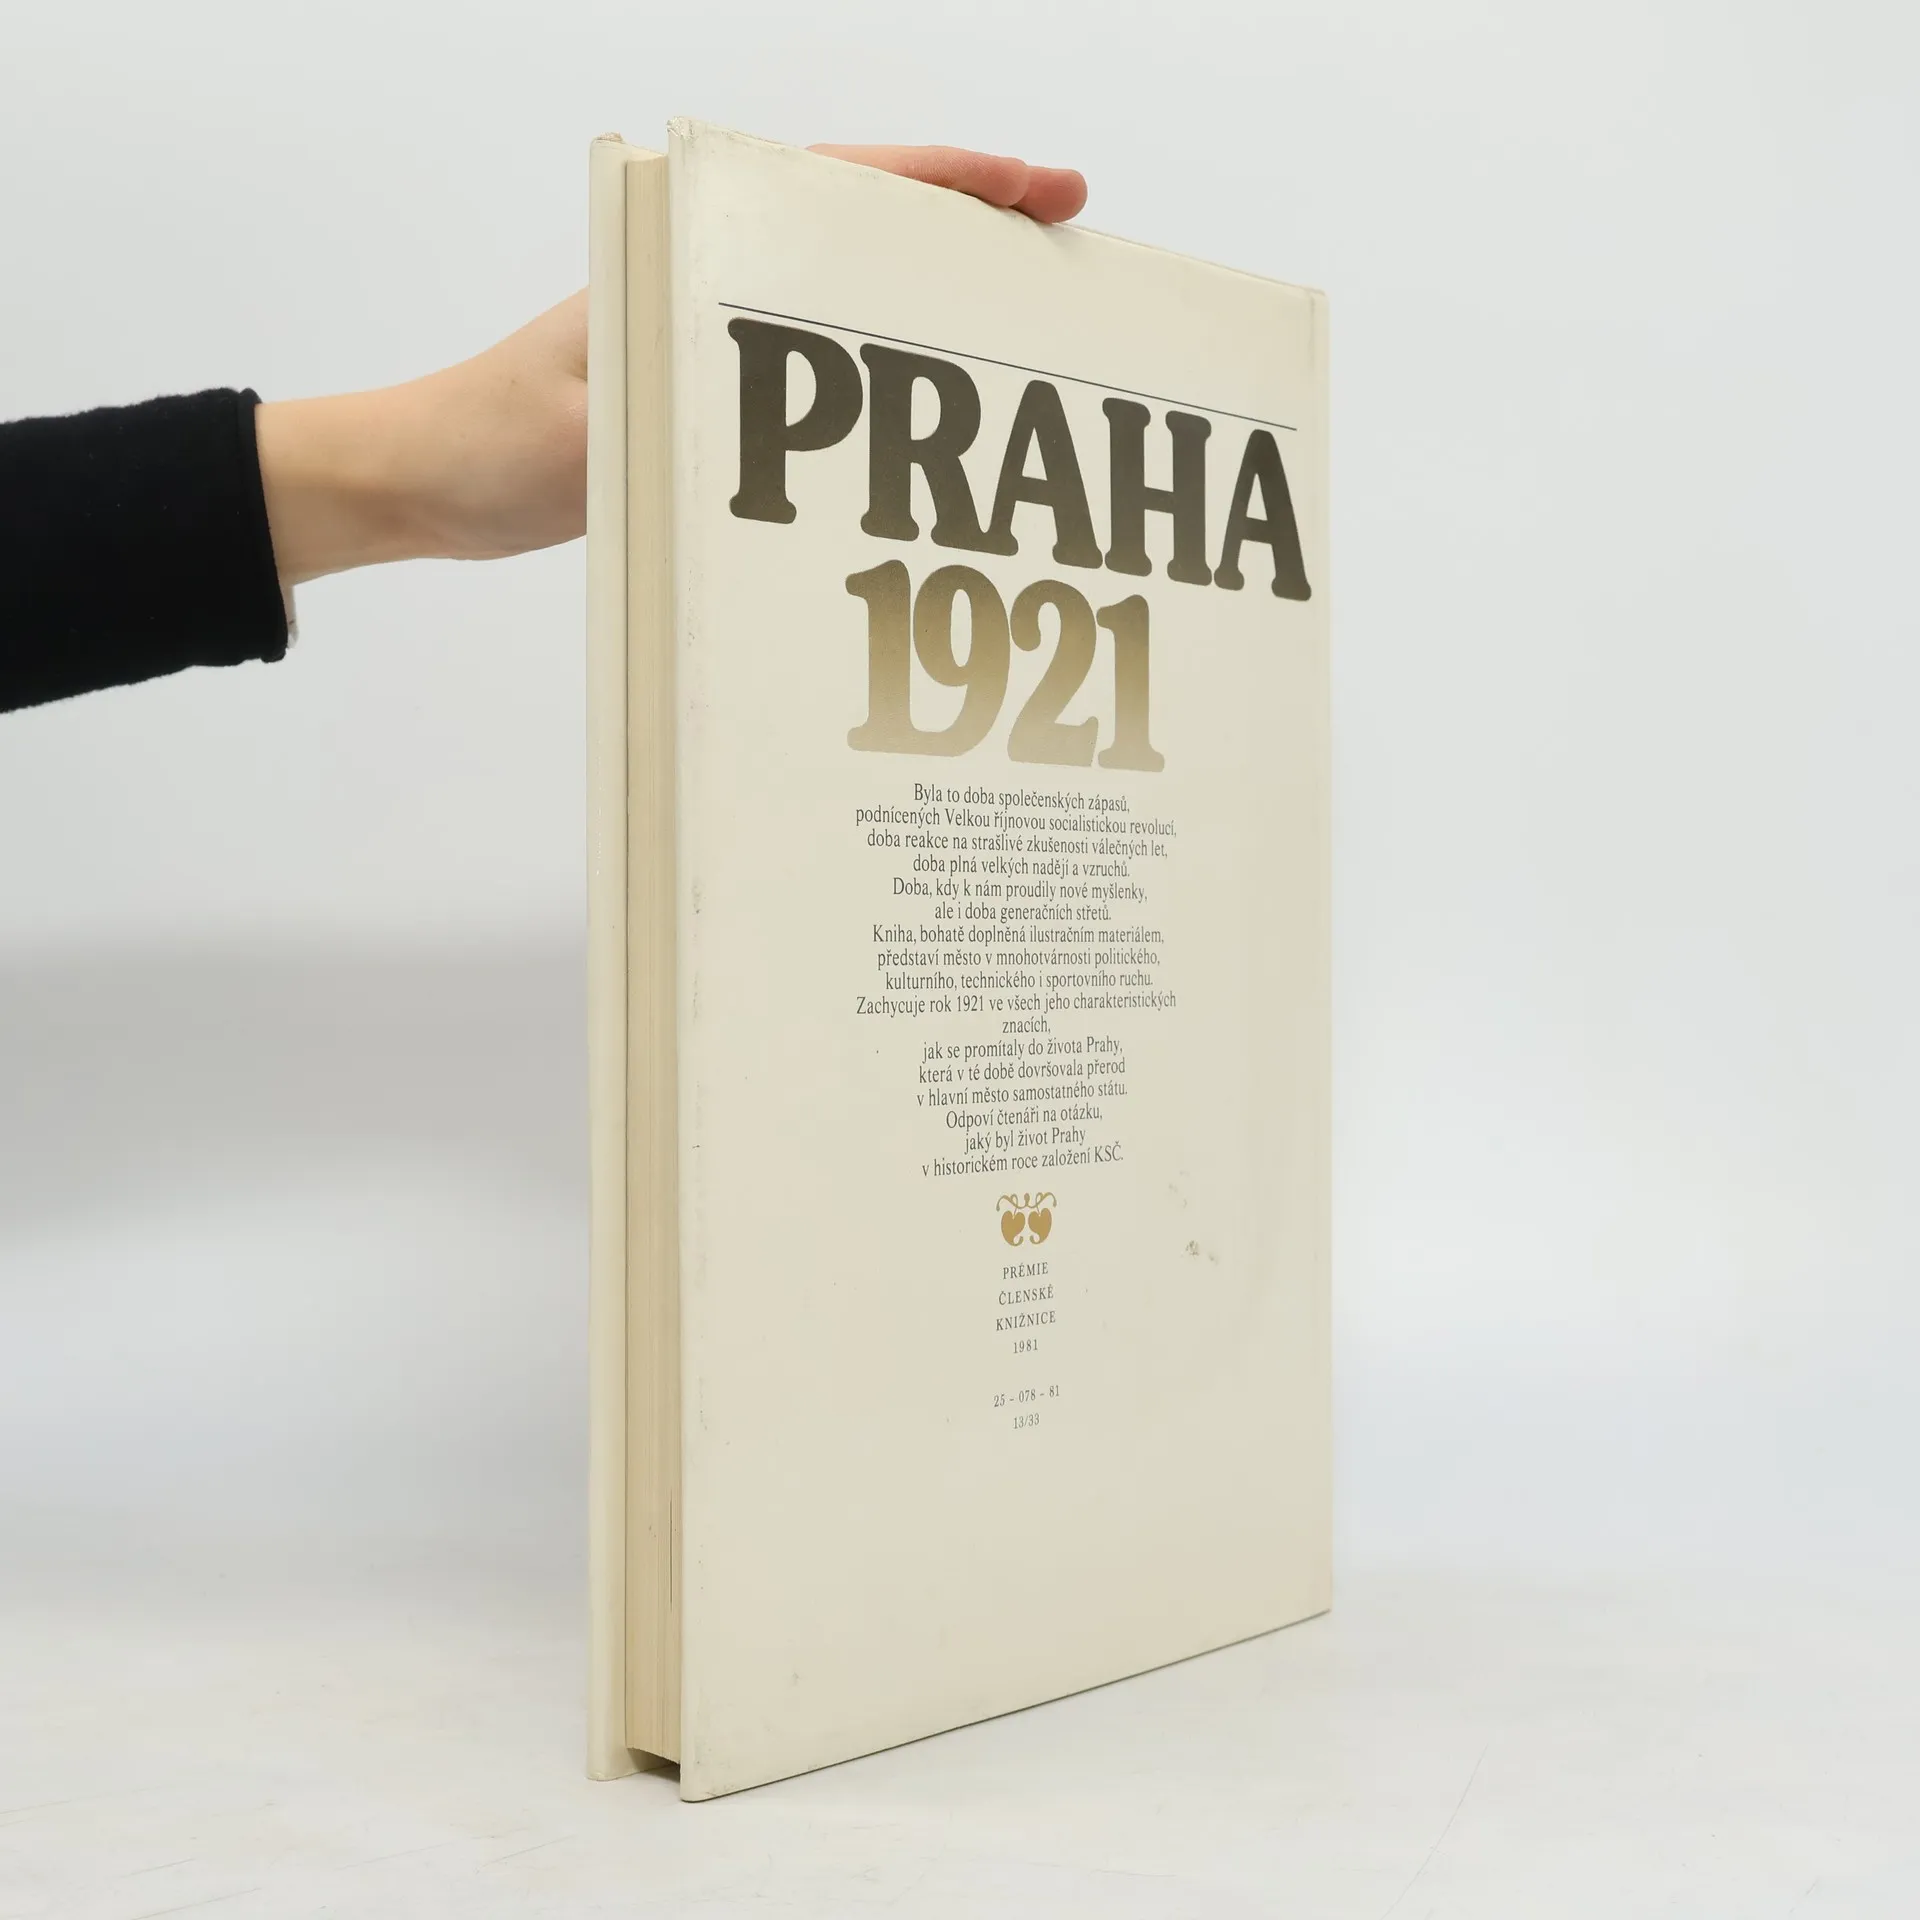 PRAHA
1921
Byla to doba společenských zápasů,
podnícených Velkou říjnovou socialistickou revolucí,
doba reakce na strašlivé zkušenosti válečných let,
doba plná velkých nadějí a vzruchů.
Doba, kdy k nám proudily nové myšlenky,
ale i doba generačních střetů.
Kniha, bohatě doplněná ilustračním materiálem,
představí město v mnohotvárnosti politického,
kulturního, technického i sportovního ruchu.
Zachycuje rok 1921 ve všech jeho charakteristických
znacích,
jak se promítaly do života Prahy,
která v té době dovršovala přerod
v hlavní město samostatného státu.
Odpoví čtenáři na otázku,
jaký byl život Prahy
v historickém roce založení KSČ.
PRÉMIE
ČLENSKÉ
KNIŽNICE
1981
25 – 078 – 81
13/33